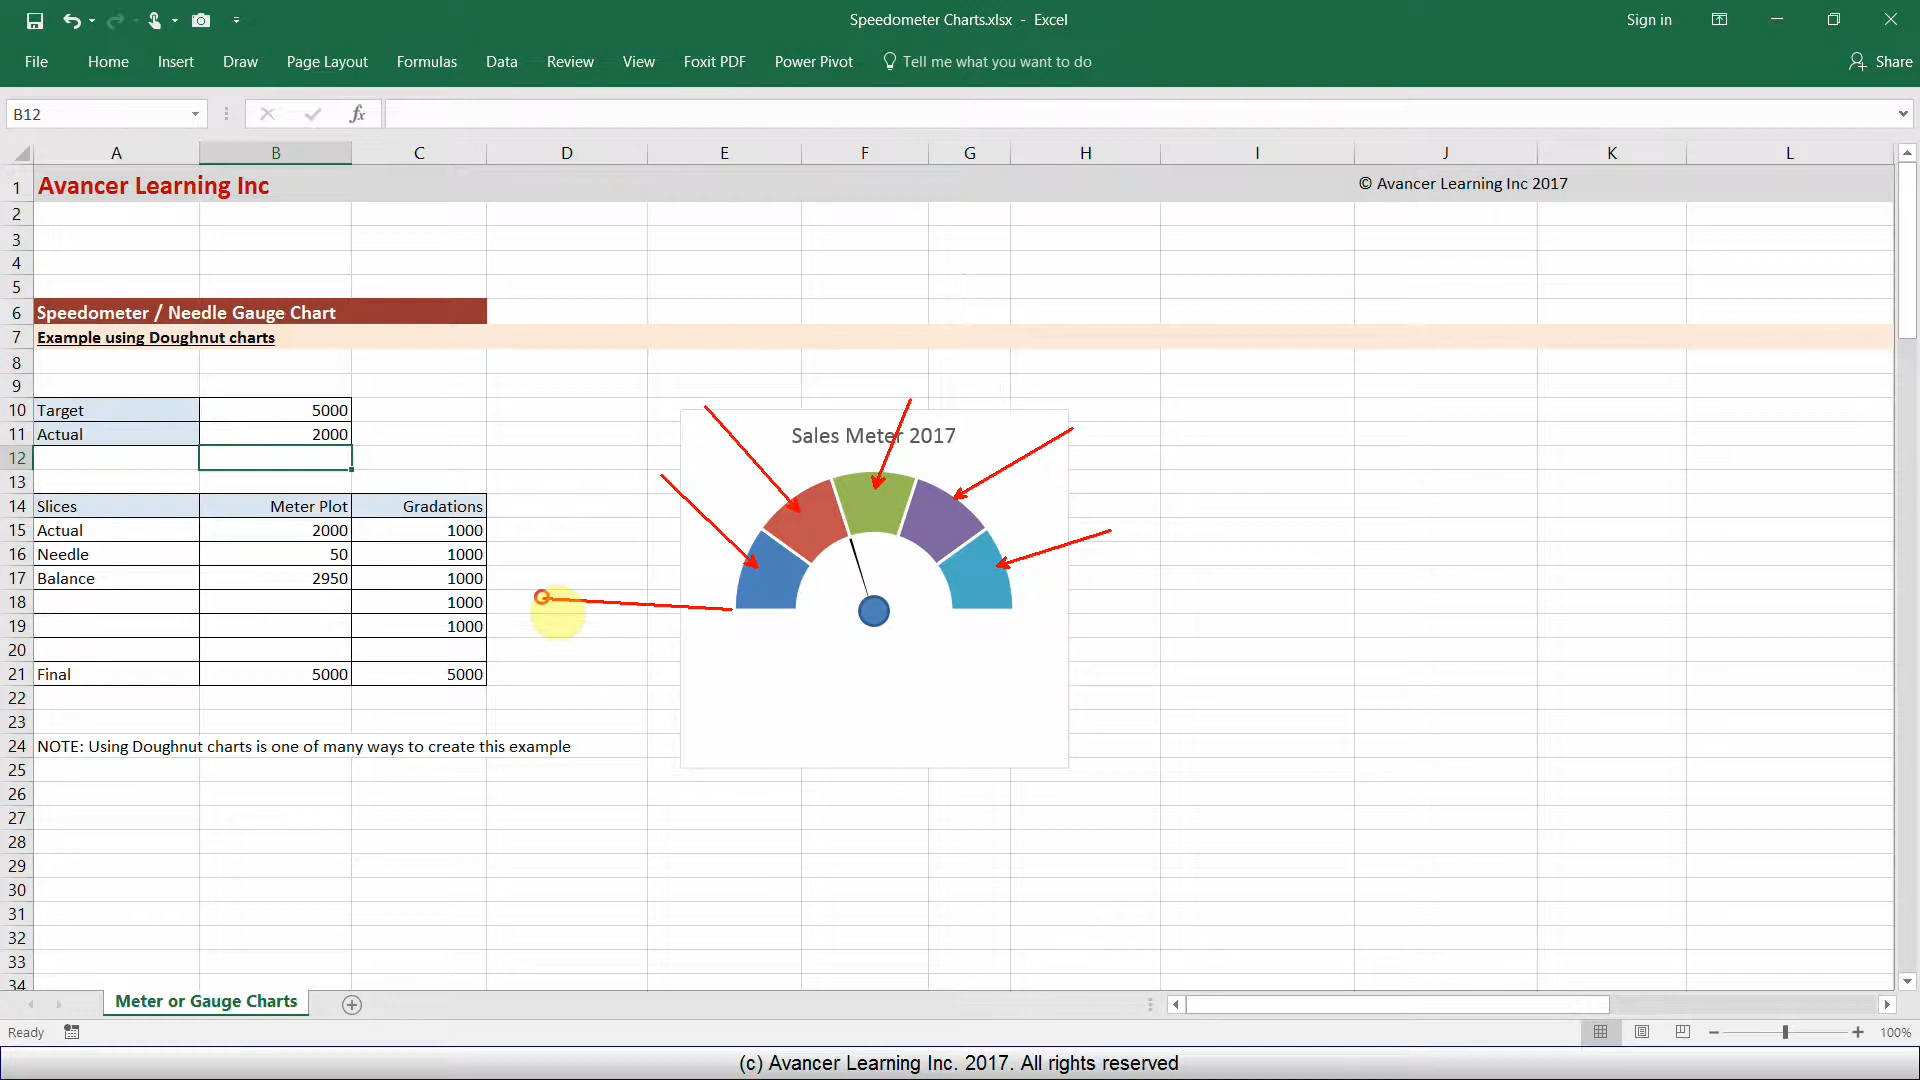 Speedometer Charts.xlsx - Excel
Sign in
File Home Insert Draw Page Layout Formulas Data Review View Foxit PDF Power Pivot Tell me what you want to do Share
B12 fx
A B C D E F G H I J K L
1 Avancer Learning Inc © Avancer Learning Inc 2017
2
3
4
5
6 Speedometer / Needle Gauge Chart
7 Example using Doughnut charts
8
9
10 Target 5000
11 Actual 2000
Sales Meter 2017
12
13
14 Slices Meter Plot Gradations
15 Actual 2000 1000
16 Needle 50 1000
17 Balance 2950 1000
18 1000
19 1000
20
21 Final 5000 5000
22
23
24 NOTE: Using Doughnut charts is one of many ways to create this example
25
26
27
28
29
30
31
32
33
34
Meter or Gauge Charts
Ready 100%
(c) Avancer Learning Inc. 2017. All rights reserved